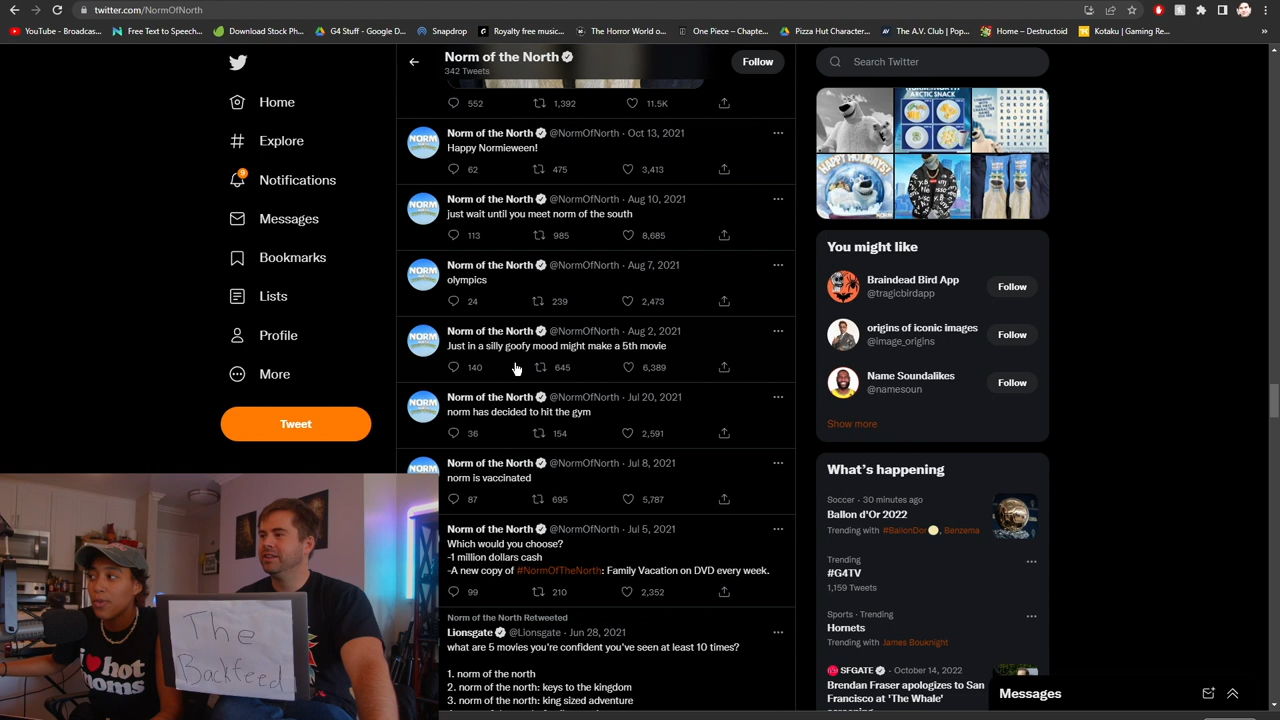 twitter.com/NormOfNorth
YouTube - Broadcas...
Free Text to Speech...
Download Stock Ph...
G4 Stuff - Google D...
Snapdrop
Royalty free music...
The Horror World o...
One Piece – Chapte...
Pizza Hut Character...
The A.V. Club | Pop...
Home – Destructoid
Kotaku | Gaming Re...
Home
Explore
9
Notifications
Messages
Bookmarks
Lists
Profile
More
Tweet
Norm of the North
342 Tweets
Follow
552 1,392 11.5K
Norm of the North @NormOfNorth · Oct 13, 2021
Happy Normieween!
62 475 3,413
Norm of the North @NormOfNorth · Aug 10, 2021
just wait until you meet norm of the south
113 985 8,685
Norm of the North @NormOfNorth · Aug 7, 2021
olympics
24 239 2,473
Norm of the North @NormOfNorth · Aug 2, 2021
Just in a silly goofy mood might make a 5th movie
140 645 6,389
Norm of the North @NormOfNorth · Jul 20, 2021
norm has decided to hit the gym
36 154 2,591
Norm of the North @NormOfNorth · Jul 8, 2021
norm is vaccinated
87 695 5,787
Norm of the North @NormOfNorth · Jul 5, 2021
Which would you choose?
-1 million dollars cash
-A new copy of #NormOfTheNorth: Family Vacation on DVD every week.
99 210 2,352
Norm of the North Retweeted
Lionsgate @Lionsgate · Jun 28, 2021
what are 5 movies you're confident you've seen at least 10 times?
1. norm of the north
2. norm of the north: keys to the kingdom
3. norm of the north: king sized adventure
Search Twitter
ARCTIC SNACK
HAPPY HOLIDAYS!
You might like
Braindead Bird App
@tragicbirdapp
Follow
origins of iconic images
@image_origins
Follow
Name Soundalikes
@namesoun
Follow
Show more
What's happening
Soccer · 30 minutes ago
Ballon d'Or 2022
Trending with #BallonDor, Benzema
Trending
#G4TV
1,159 Tweets
Sports · Trending
Hornets
Trending with James Bouknight
SFGATE · October 14, 2022
Brendan Fraser apologizes to San
Francisco at 'The Whale'
Messages
I ♥ hot
moms
The
Backfeed